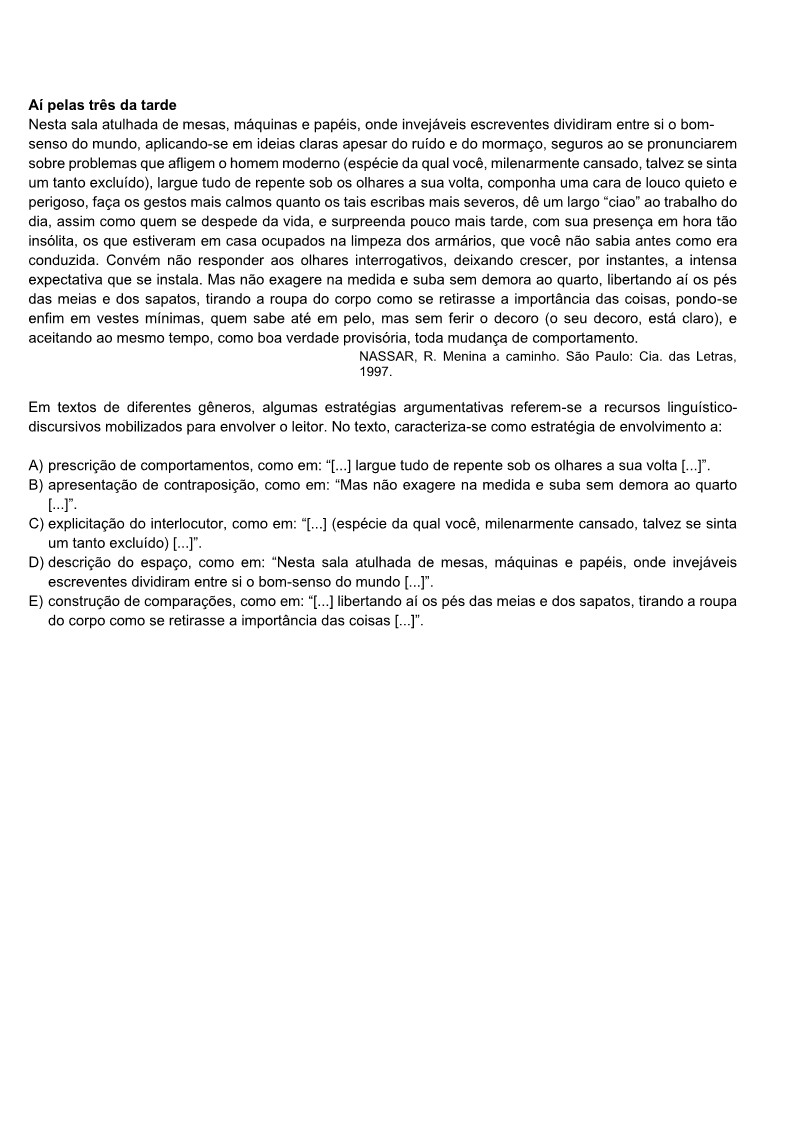 Aí pelas três da tarde
Nesta sala atulhada de mesas, máquinas e papéis, onde invejáveis escreventes dividiram entre si o bom-
senso do mundo, aplicando-se em ideias claras apesar do ruído e do mormaço, seguros ao se pronunciarem
sobre problemas que afligem o homem moderno (espécie da qual você, milenarmente cansado, talvez se sinta
um tanto excluído), largue tudo de repente sob os olhares a sua volta, componha uma cara de louco quieto e
perigoso, faça os gestos mais calmos quanto os tais escribas mais severos, dê um largo “ciao” ao trabalho do
dia, assim como quem se despede da vida, e surpreenda pouco mais tarde, com sua presença em hora tão
insólita, os que estiveram em casa ocupados na limpeza dos armários, que você não sabia antes como era
conduzida. Convém não responder aos olhares interrogativos, deixando crescer, por instantes, a intensa
expectativa que se instala. Mas não exagere na medida e suba sem demora ao quarto, libertando aí os pés
das meias e dos sapatos, tirando a roupa do corpo como se retirasse a importância das coisas, pondo-se
enfim em vestes mínimas, quem sabe até em pelo, mas sem ferir o decoro (o seu decoro, está claro), e
aceitando ao mesmo tempo, como boa verdade provisória, toda mudança de comportamento.
NASSAR, R. Menina a caminho. São Paulo: Cia. das Letras,
1997.
Em textos de diferentes gêneros, algumas estratégias argumentativas referem-se a recursos linguístico-
discursivos mobilizados para envolver o leitor. No texto, caracteriza-se como estratégia de envolvimento a:
A) prescrição de comportamentos, como em: “[...] largue tudo de repente sob os olhares a sua volta [...]”.
B) apresentação de contraposição, como em: “Mas não exagere na medida e suba sem demora ao quarto
[...]”.
C) explicitação do interlocutor, como em: “[...] (espécie da qual você, milenarmente cansado, talvez se sinta
um tanto excluído) [...]”.
D) descrição do espaço, como em: “Nesta sala atulhada de mesas, máquinas e papéis, onde invejáveis
escreventes dividiram entre si o bom-senso do mundo [...]”.
E) construção de comparações, como em: “[...] libertando aí os pés das meias e dos sapatos, tirando a roupa
do corpo como se retirasse a importância das coisas [...]”.